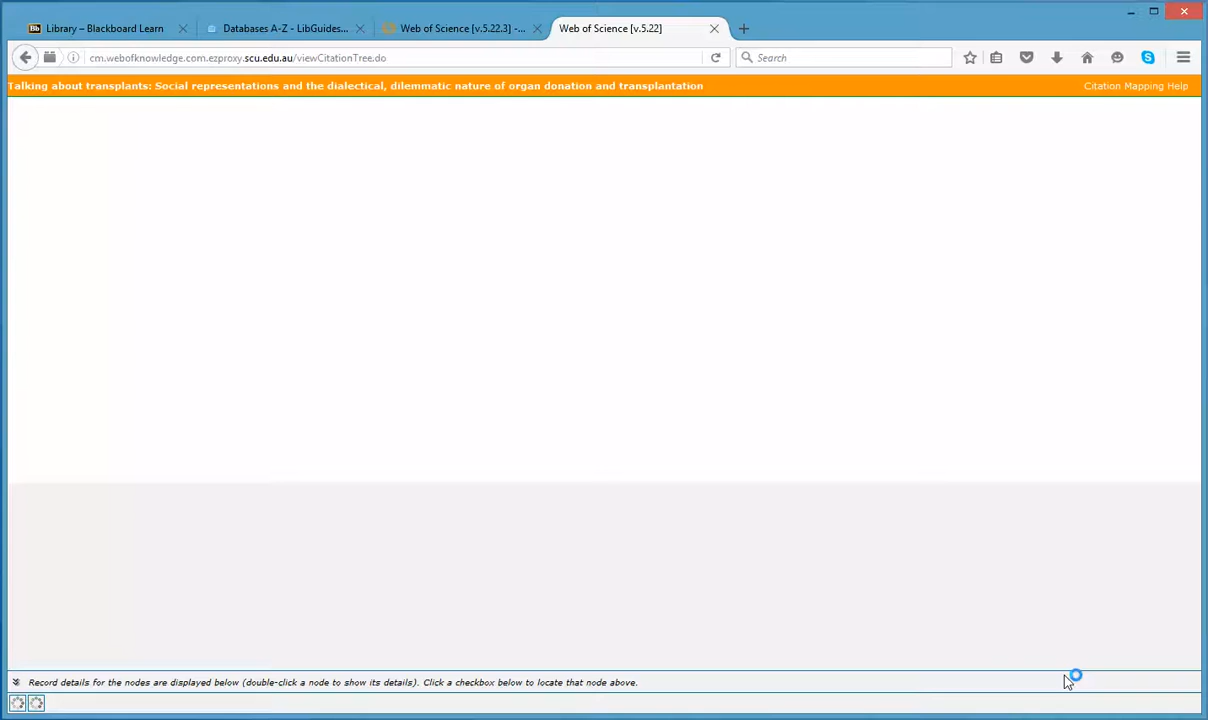 Library – Blackboard Learn
Databases A-Z - LibGuides...
Web of Science [v.5.22.3] -...
Web of Science [v.5.22]
cm.webofknowledge.com.ezproxy.scu.edu.au/viewCitationTree.do
Search
Talking about transplants: Social representations and the dialectical, dilemmatic nature of organ donation and transplantation
Citation Mapping Help
Record details for the nodes are displayed below (double-click a node to show its details). Click a checkbox below to locate that node above.